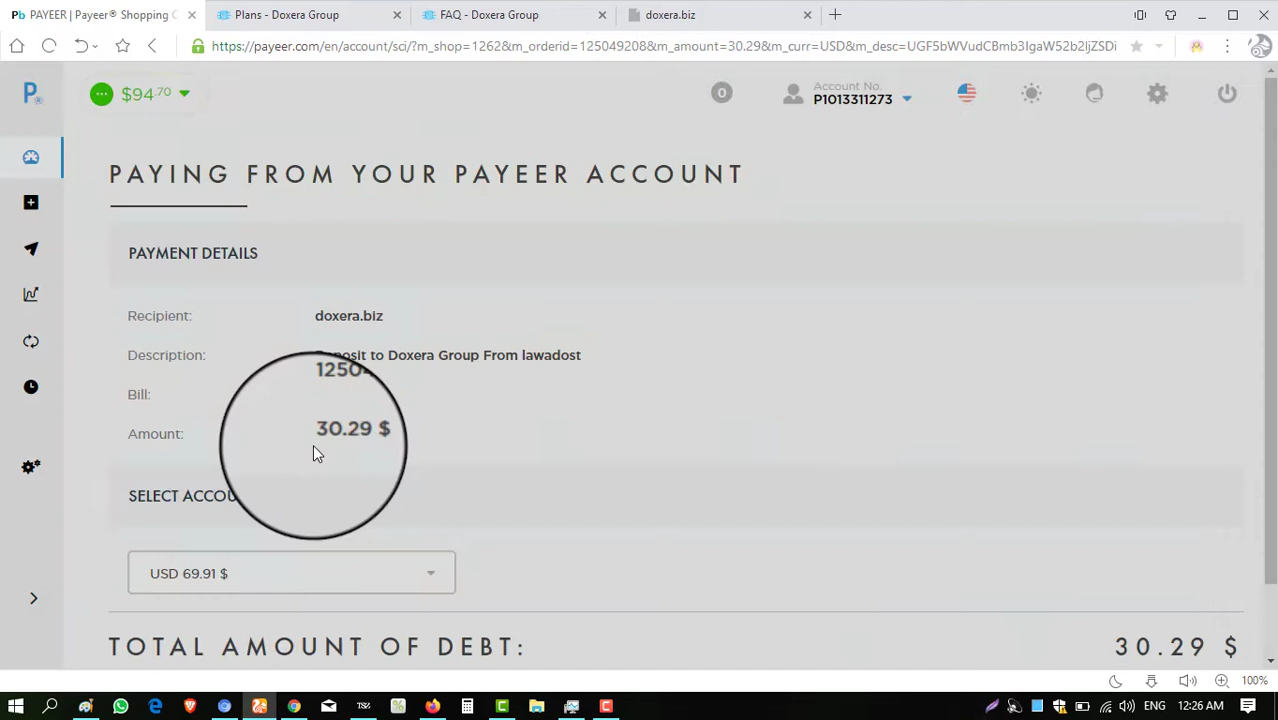 Pb PAYEER | Payeer® Shopping C
Plans - Doxera Group
FAQ - Doxera Group
doxera.biz
https://payeer.com/en/account/sci/?m_shop=1262&m_orderid=125049208&m_amount=30.29&m_curr=USD&m_desc=UGF5bWVudCBmb3IgaW52b2ljZSDi
P®
$94.70
0
Account No.
P1013311273
PAYING FROM YOUR PAYEER ACCOUNT
PAYMENT DETAILS
Recipient: doxera.biz
Description: posit to Doxera Group From lawadost
Bill: 1250
Amount: 30.29 $
SELECT ACCOU
USD 69.91 $
TOTAL AMOUNT OF DEBT: 30.29 $
100%
ENG 12:26 AM